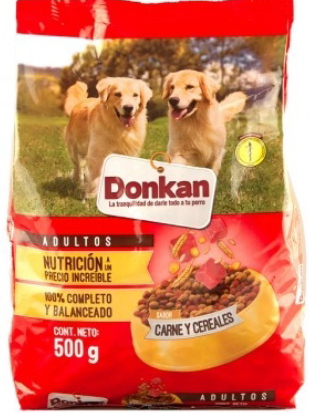 Donkan
La tranquilidad de darle todo a tu perro
ADULTOS
NUTRICIÓN A UN
PRECIO INCREÍBLE
100% COMPLETO
Y BALANCEADO
CONT. NETO:
500 g
SABOR
CARNE Y CEREALES
ADULTOS